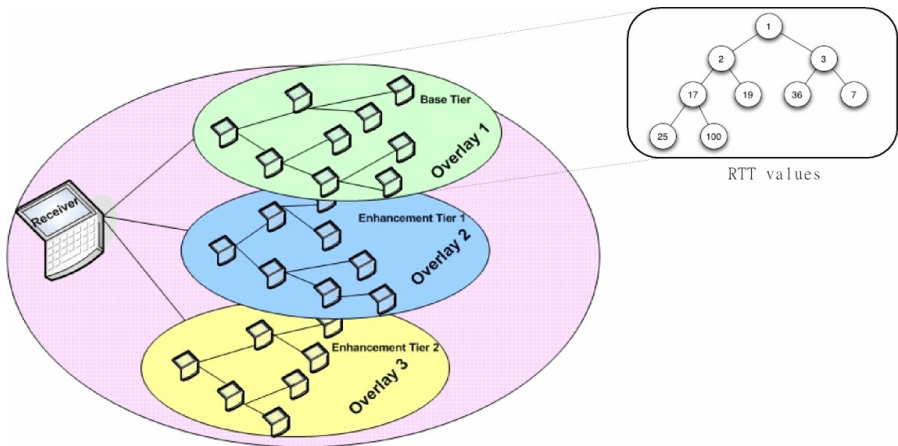 1
2
3
17
19
36
7
25
100
RTT values
Base Tier
Overlay 1
Receiver
Enhancement Tier 1
Overlay 2
Enhancement Tier 2
Overlay 3